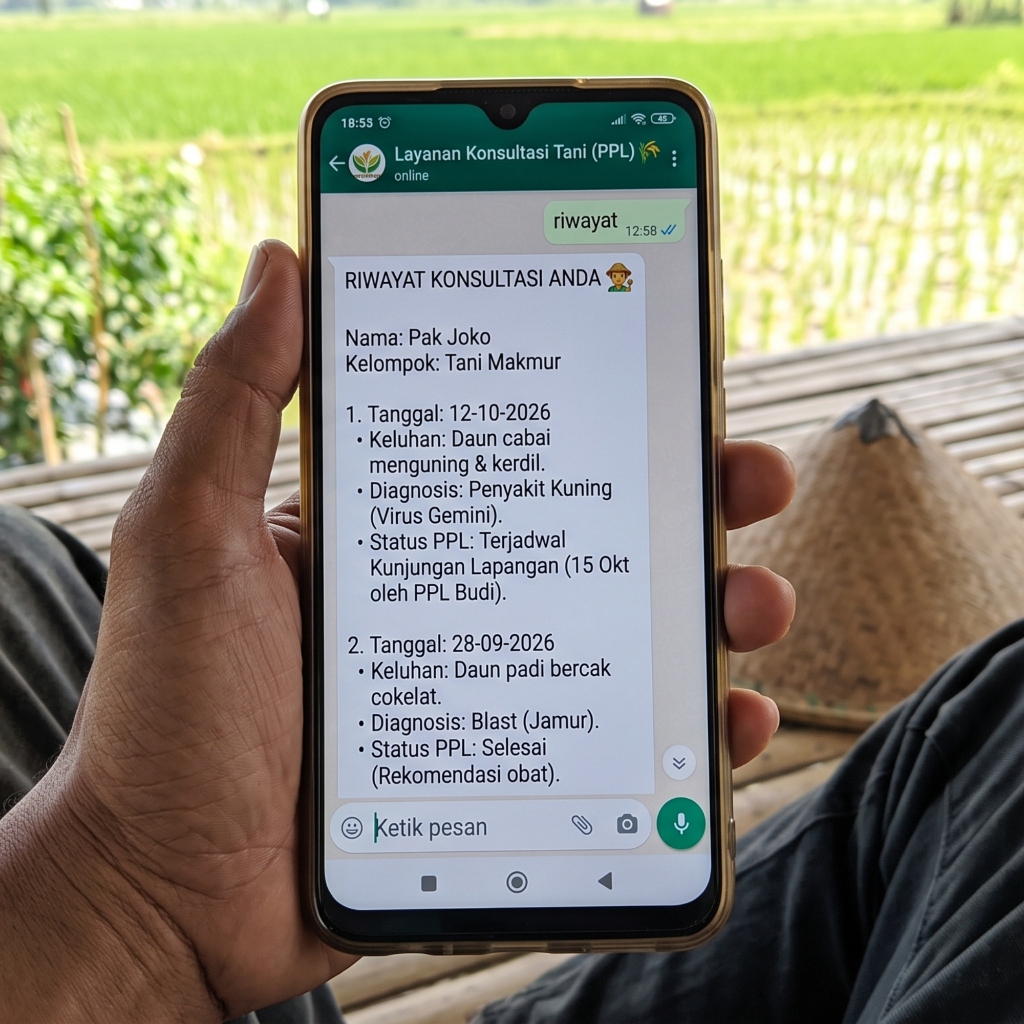 18:55
45
Layanan Konsultasi Tani (PPL)
online
riwayat 12:58
RIWAYAT KONSULTASI ANDA
Nama: Pak Joko
Kelompok: Tani Makmur
1. Tanggal: 12-10-2026
• Keluhan: Daun cabai
menguning & kerdil.
• Diagnosis: Penyakit Kuning
(Virus Gemini).
• Status PPL: Terjadwal
Kunjungan Lapangan (15 Okt
oleh PPL Budi).
2. Tanggal: 28-09-2026
• Keluhan: Daun padi bercak
cokelat.
• Diagnosis: Blast (Jamur).
• Status PPL: Selesai
(Rekomendasi obat).
Ketik pesan